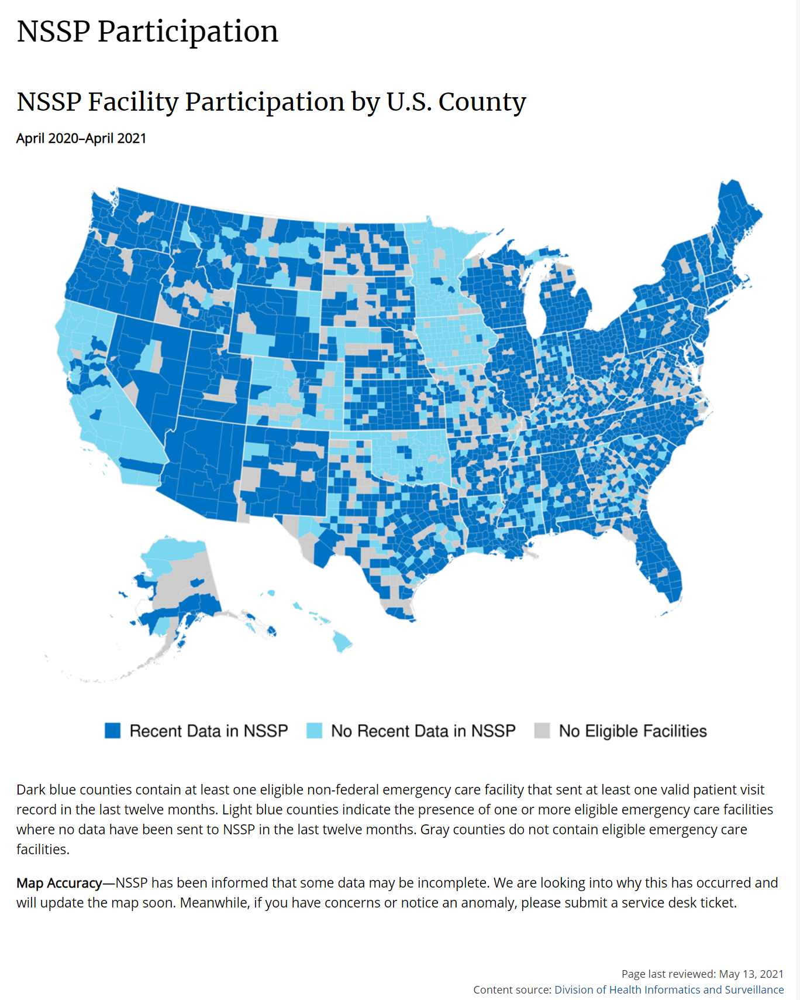 NSSP Participation
NSSP Facility Participation by U.S. County
April 2020–April 2021
Recent Data in NSSP
No Recent Data in NSSP
No Eligible Facilities
Dark blue counties contain at least one eligible non-federal emergency care facility that sent at least one valid patient visit
record in the last twelve months. Light blue counties indicate the presence of one or more eligible emergency care facilities
where no data have been sent to NSSP in the last twelve months. Gray counties do not contain eligible emergency care
facilities.
Map Accuracy—NSSP has been informed that some data may be incomplete. We are looking into why this has occurred and
will update the map soon. Meanwhile, if you have concerns or notice an anomaly, please submit a service desk ticket.
Page last reviewed: May 13, 2021
Content source: Division of Health Informatics and Surveillance